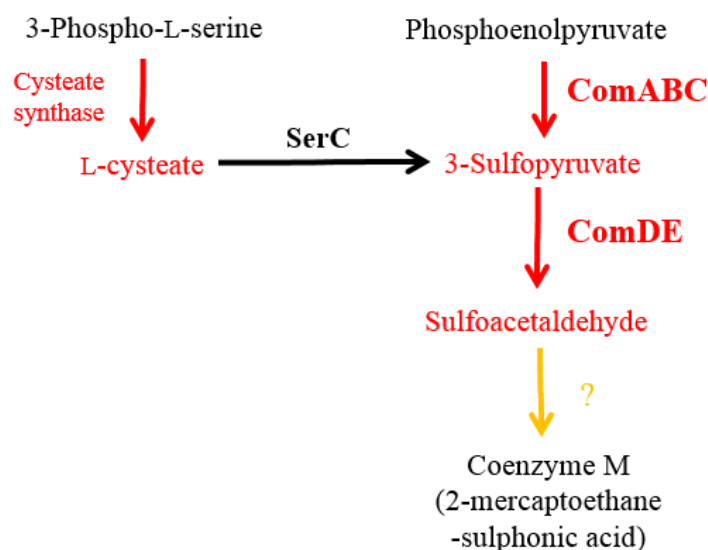 3-Phospho-L-serine
Phosphoenolpyruvate
Cysteate
synthase
ComABC
L-cysteate
SerC
3-Sulfopyruvate
ComDE
Sulfoacetaldehyde
?
Coenzyme M
(2-mercaptoethane
-sulphonic acid)